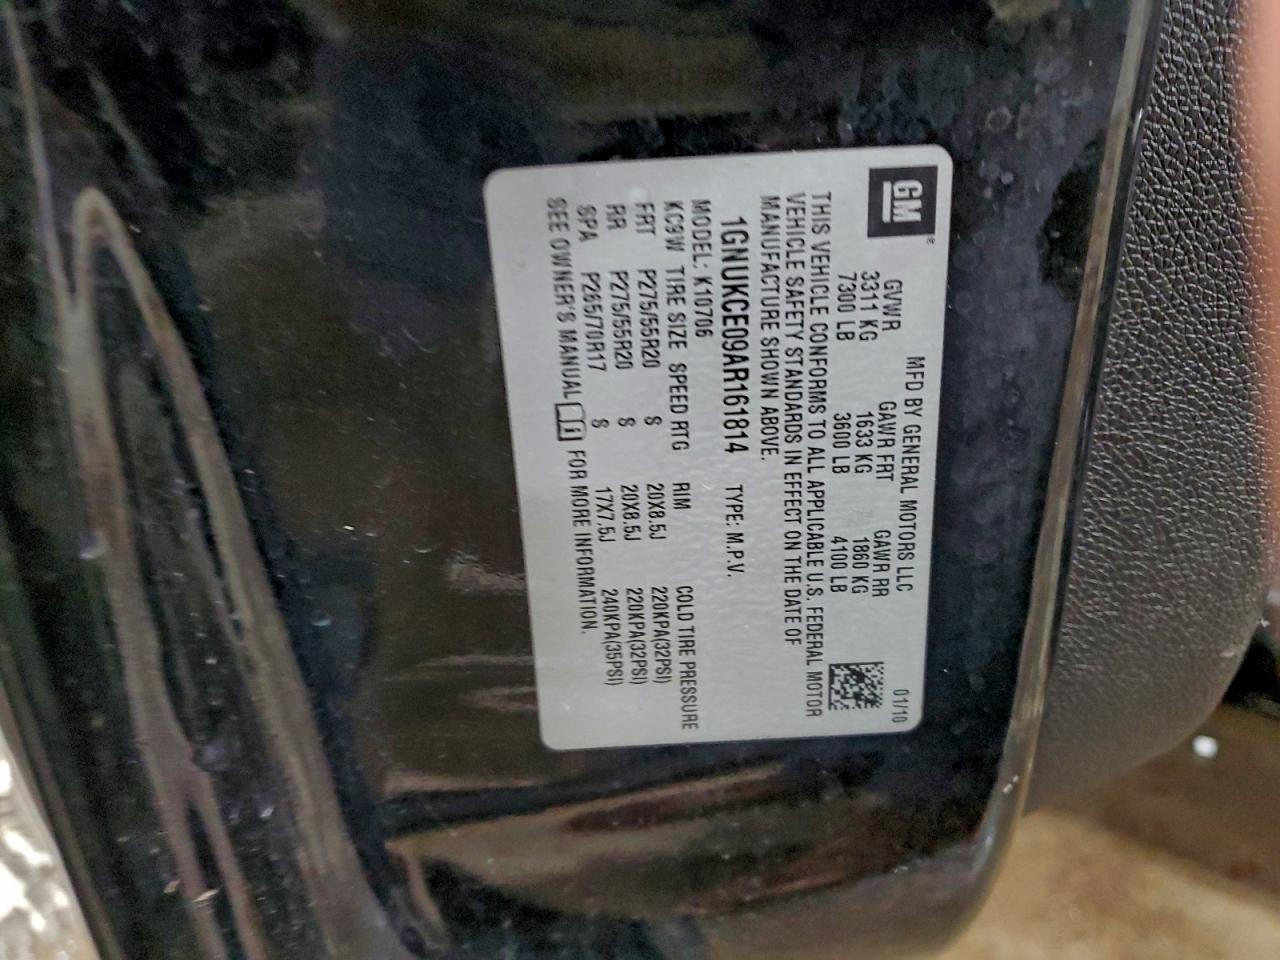 GM®
MFD BY GENERAL MOTORS LLC 01/10
GVWR GAWR FRT GAWR RR
3311 KG 1633 KG 1860 KG
7300 LB 3600 LB 4100 LB
THIS VEHICLE CONFORMS TO ALL APPLICABLE U.S. FEDERAL MOTOR
VEHICLE SAFETY STANDARDS IN EFFECT ON THE DATE OF
MANUFACTURE SHOWN ABOVE.
1GNUKCE09AR161814 TYPE: M.P.V.
MODEL: K10706
KC9W TIRE SIZE SPEED RTG RIM COLD TIRE PRESSURE
FRT P275/55R20 S 20X8.5J 220KPA(32PSI)
RR P275/55R20 S 20X8.5J 220KPA(32PSI)
SPA P265/70R17 S 17X7.5J 240KPA(35PSI)
SEE OWNER'S MANUAL i FOR MORE INFORMATION.